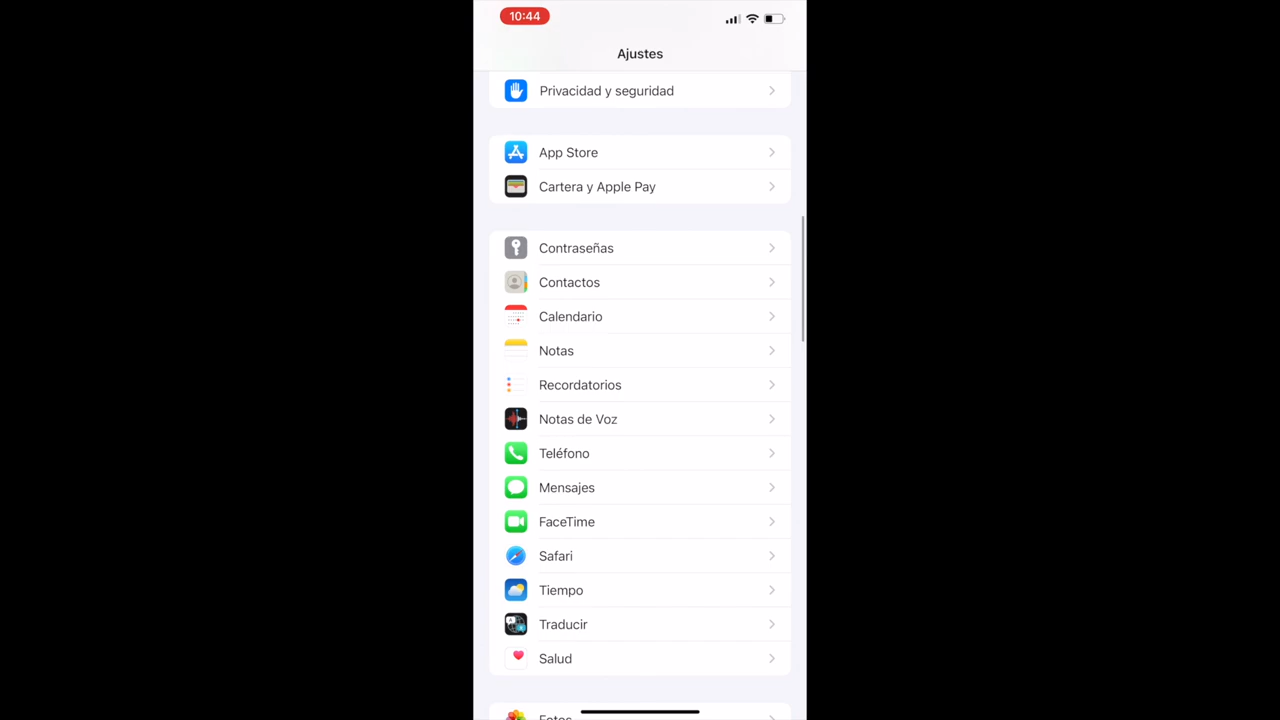 10:44
Ajustes
Privacidad y seguridad
App Store
Cartera y Apple Pay
Contraseñas
Contactos
Calendario
Notas
Recordatorios
Notas de Voz
Teléfono
Mensajes
FaceTime
Safari
Tiempo
Traducir
Salud
Fotos